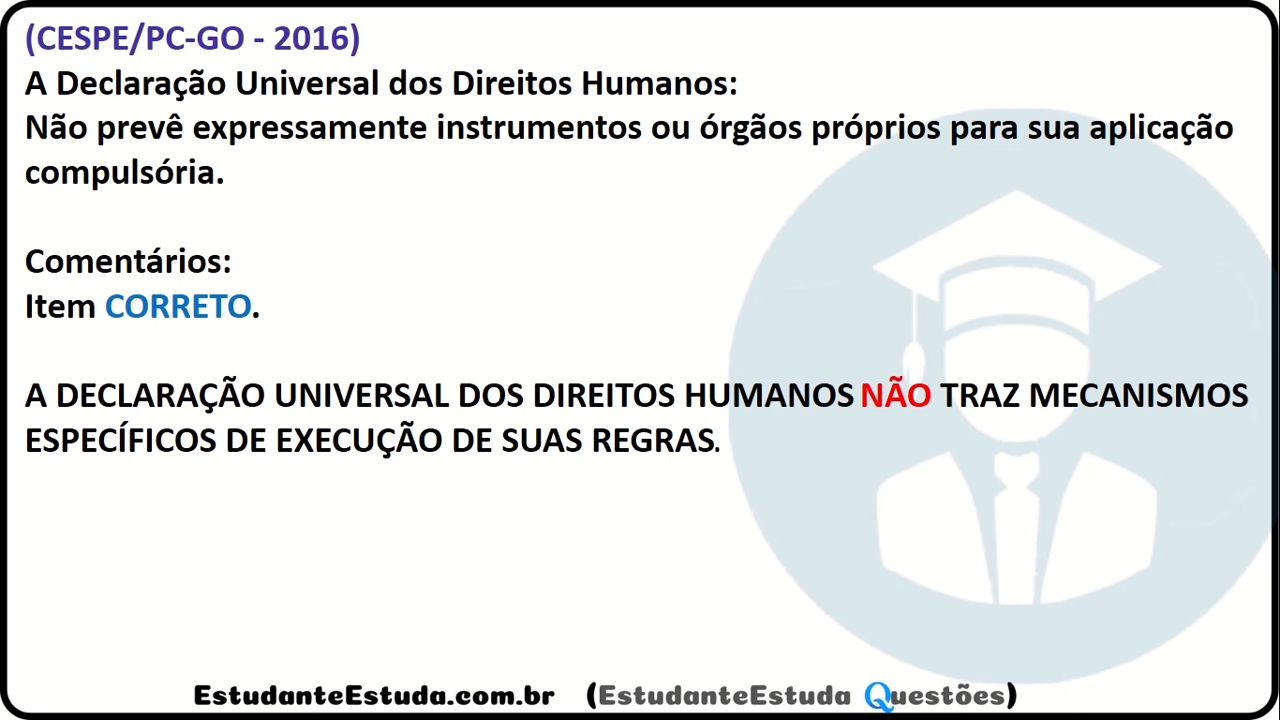 (CESPE/PC-GO - 2016)
A Declaração Universal dos Direitos Humanos:
Não prevê expressamente instrumentos ou órgãos próprios para sua aplicação
compulsória.
Comentários:
Item CORRETO.
A DECLARAÇÃO UNIVERSAL DOS DIREITOS HUMANOS NÃO TRAZ MECANISMOS
ESPECÍFICOS DE EXECUÇÃO DE SUAS REGRAS.
EstudanteEstuda.com.br (EstudanteEstuda Questões)